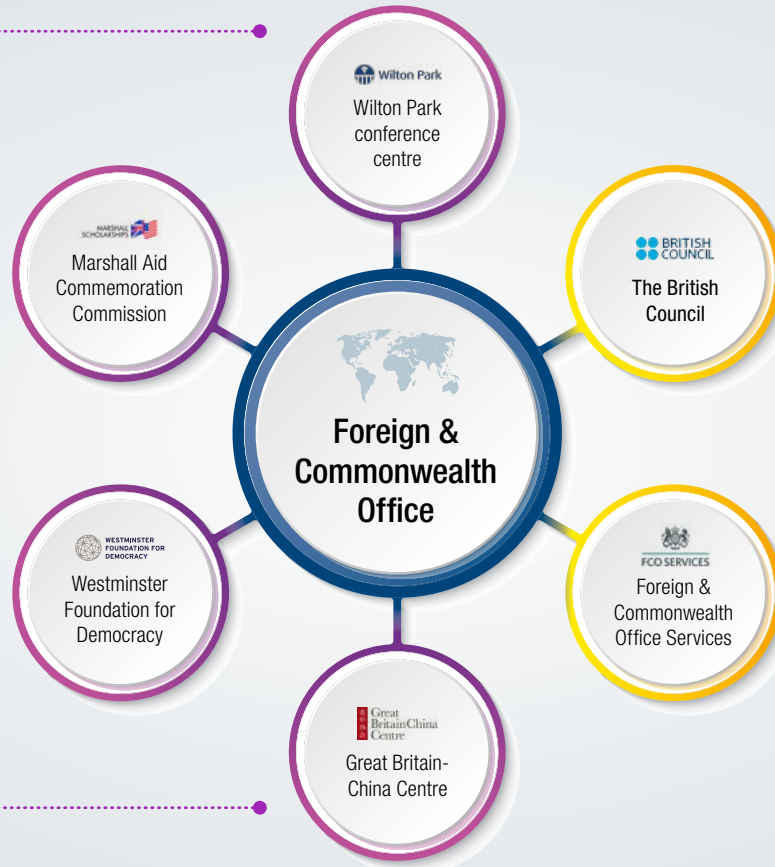 Wilton Park
Wilton Park
conference
centre
MARSHALL
SCHOLARSHIPS
Marshall Aid
Commemoration
Commission
BRITISH
COUNCIL
The British
Council
Foreign &
Commonwealth
Office
WESTMINSTER
FOUNDATION FOR
DEMOCRACY
Westminster
Foundation for
Democracy
FCO SERVICES
Foreign &
Commonwealth
Office Services
Great
BritainChina
Centre
Great Britain-
China Centre